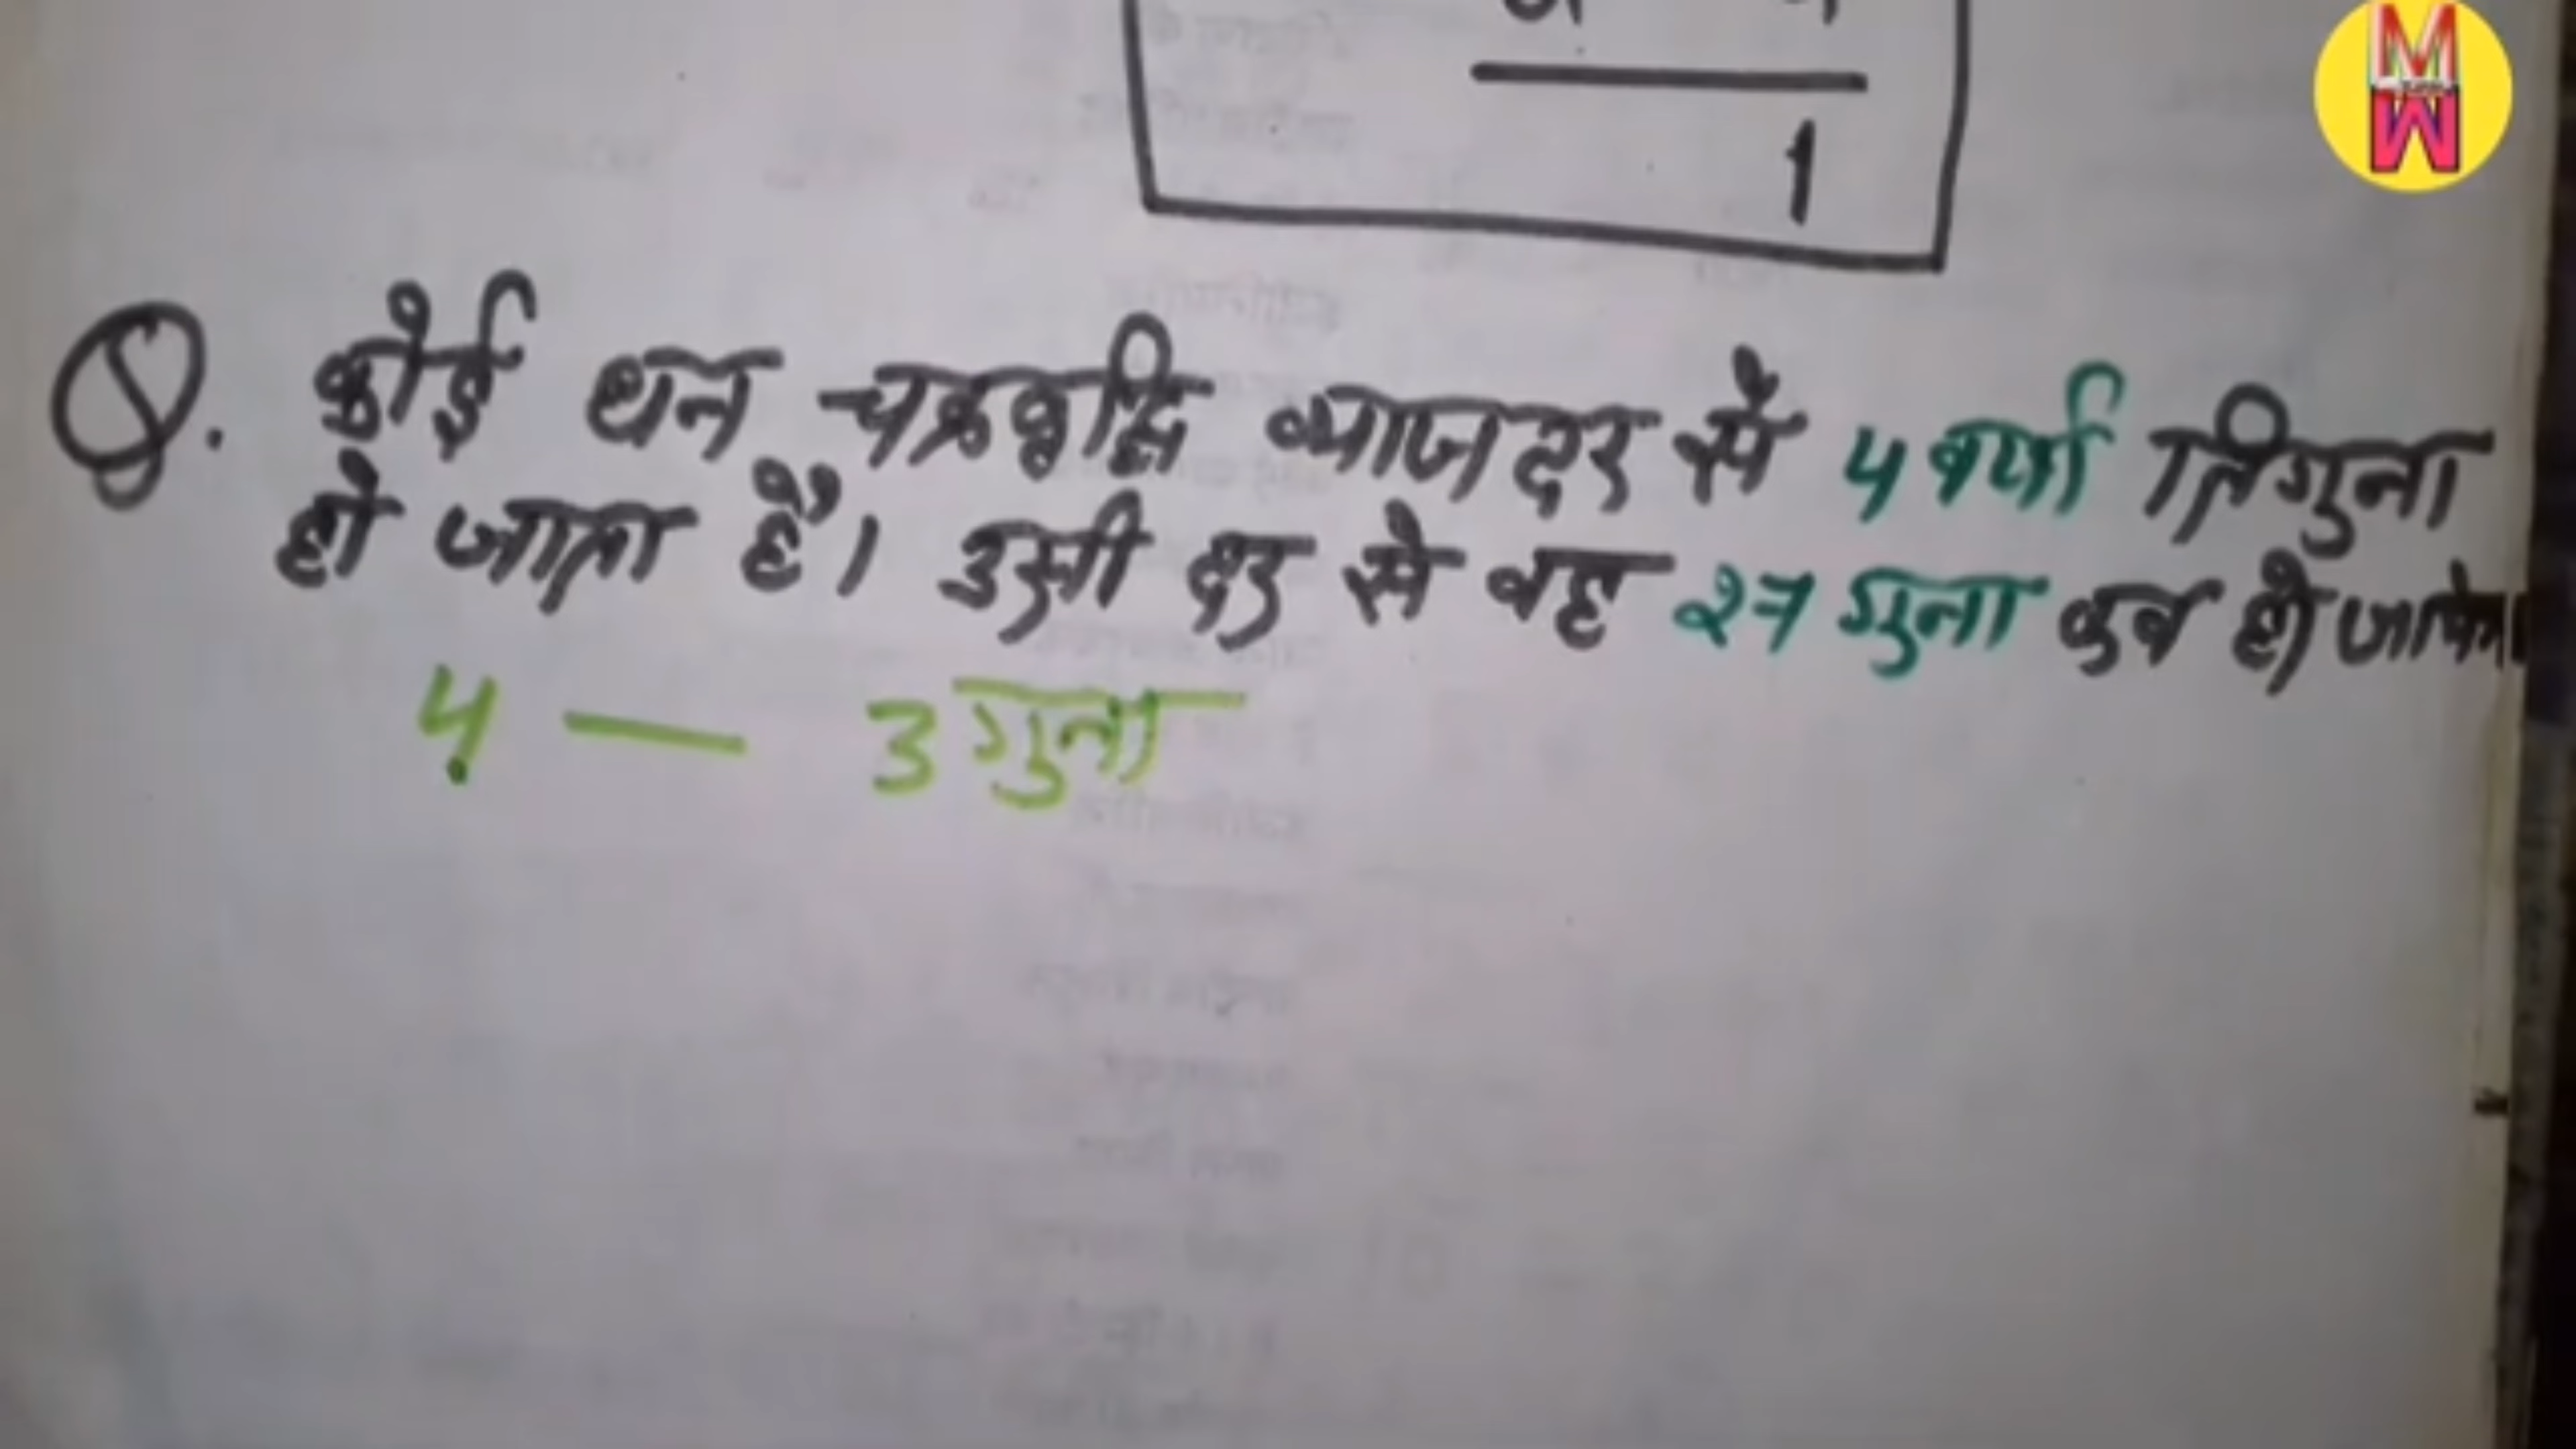 1
Q. कोई धन चक्रवृद्धि ब्याज दर से 4 वर्षो तिगुना
हो जाता है। उसी दर से वह 27 गुना कब हो जायेगा
4 — 3 गुना